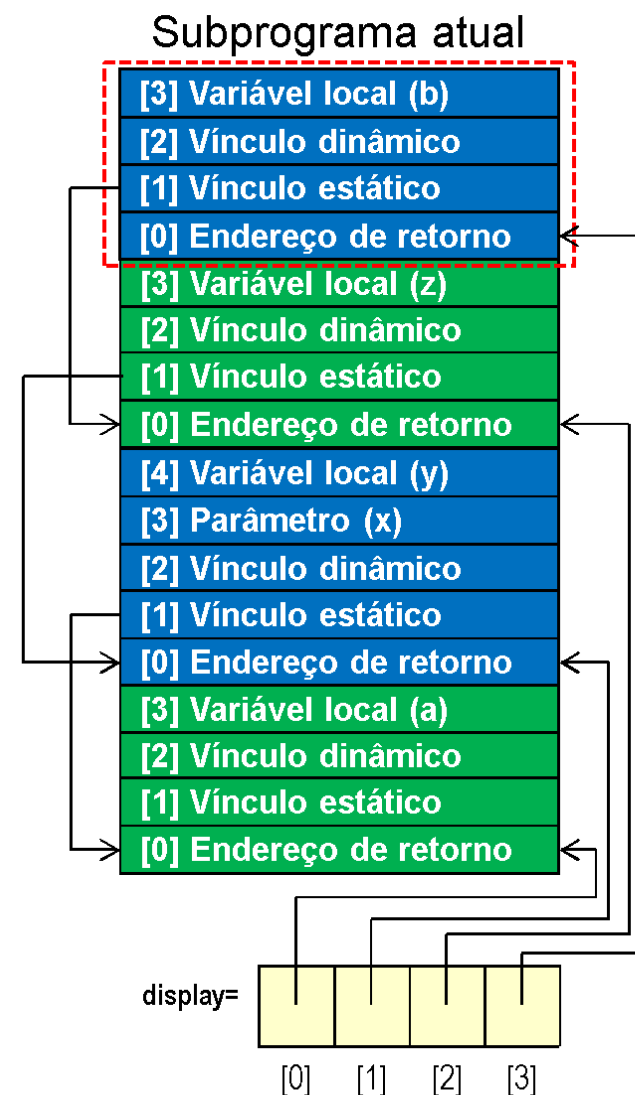 Subprograma atual
[3] Variável local (b)
[2] Vínculo dinâmico
[1] Vínculo estático
[0] Endereço de retorno
[3] Variável local (z)
[2] Vínculo dinâmico
[1] Vínculo estático
[0] Endereço de retorno
[4] Variável local (y)
[3] Parâmetro (x)
[2] Vínculo dinâmico
[1] Vínculo estático
[0] Endereço de retorno
[3] Variável local (a)
[2] Vínculo dinâmico
[1] Vínculo estático
[0] Endereço de retorno
display=
[0] [1] [2] [3]